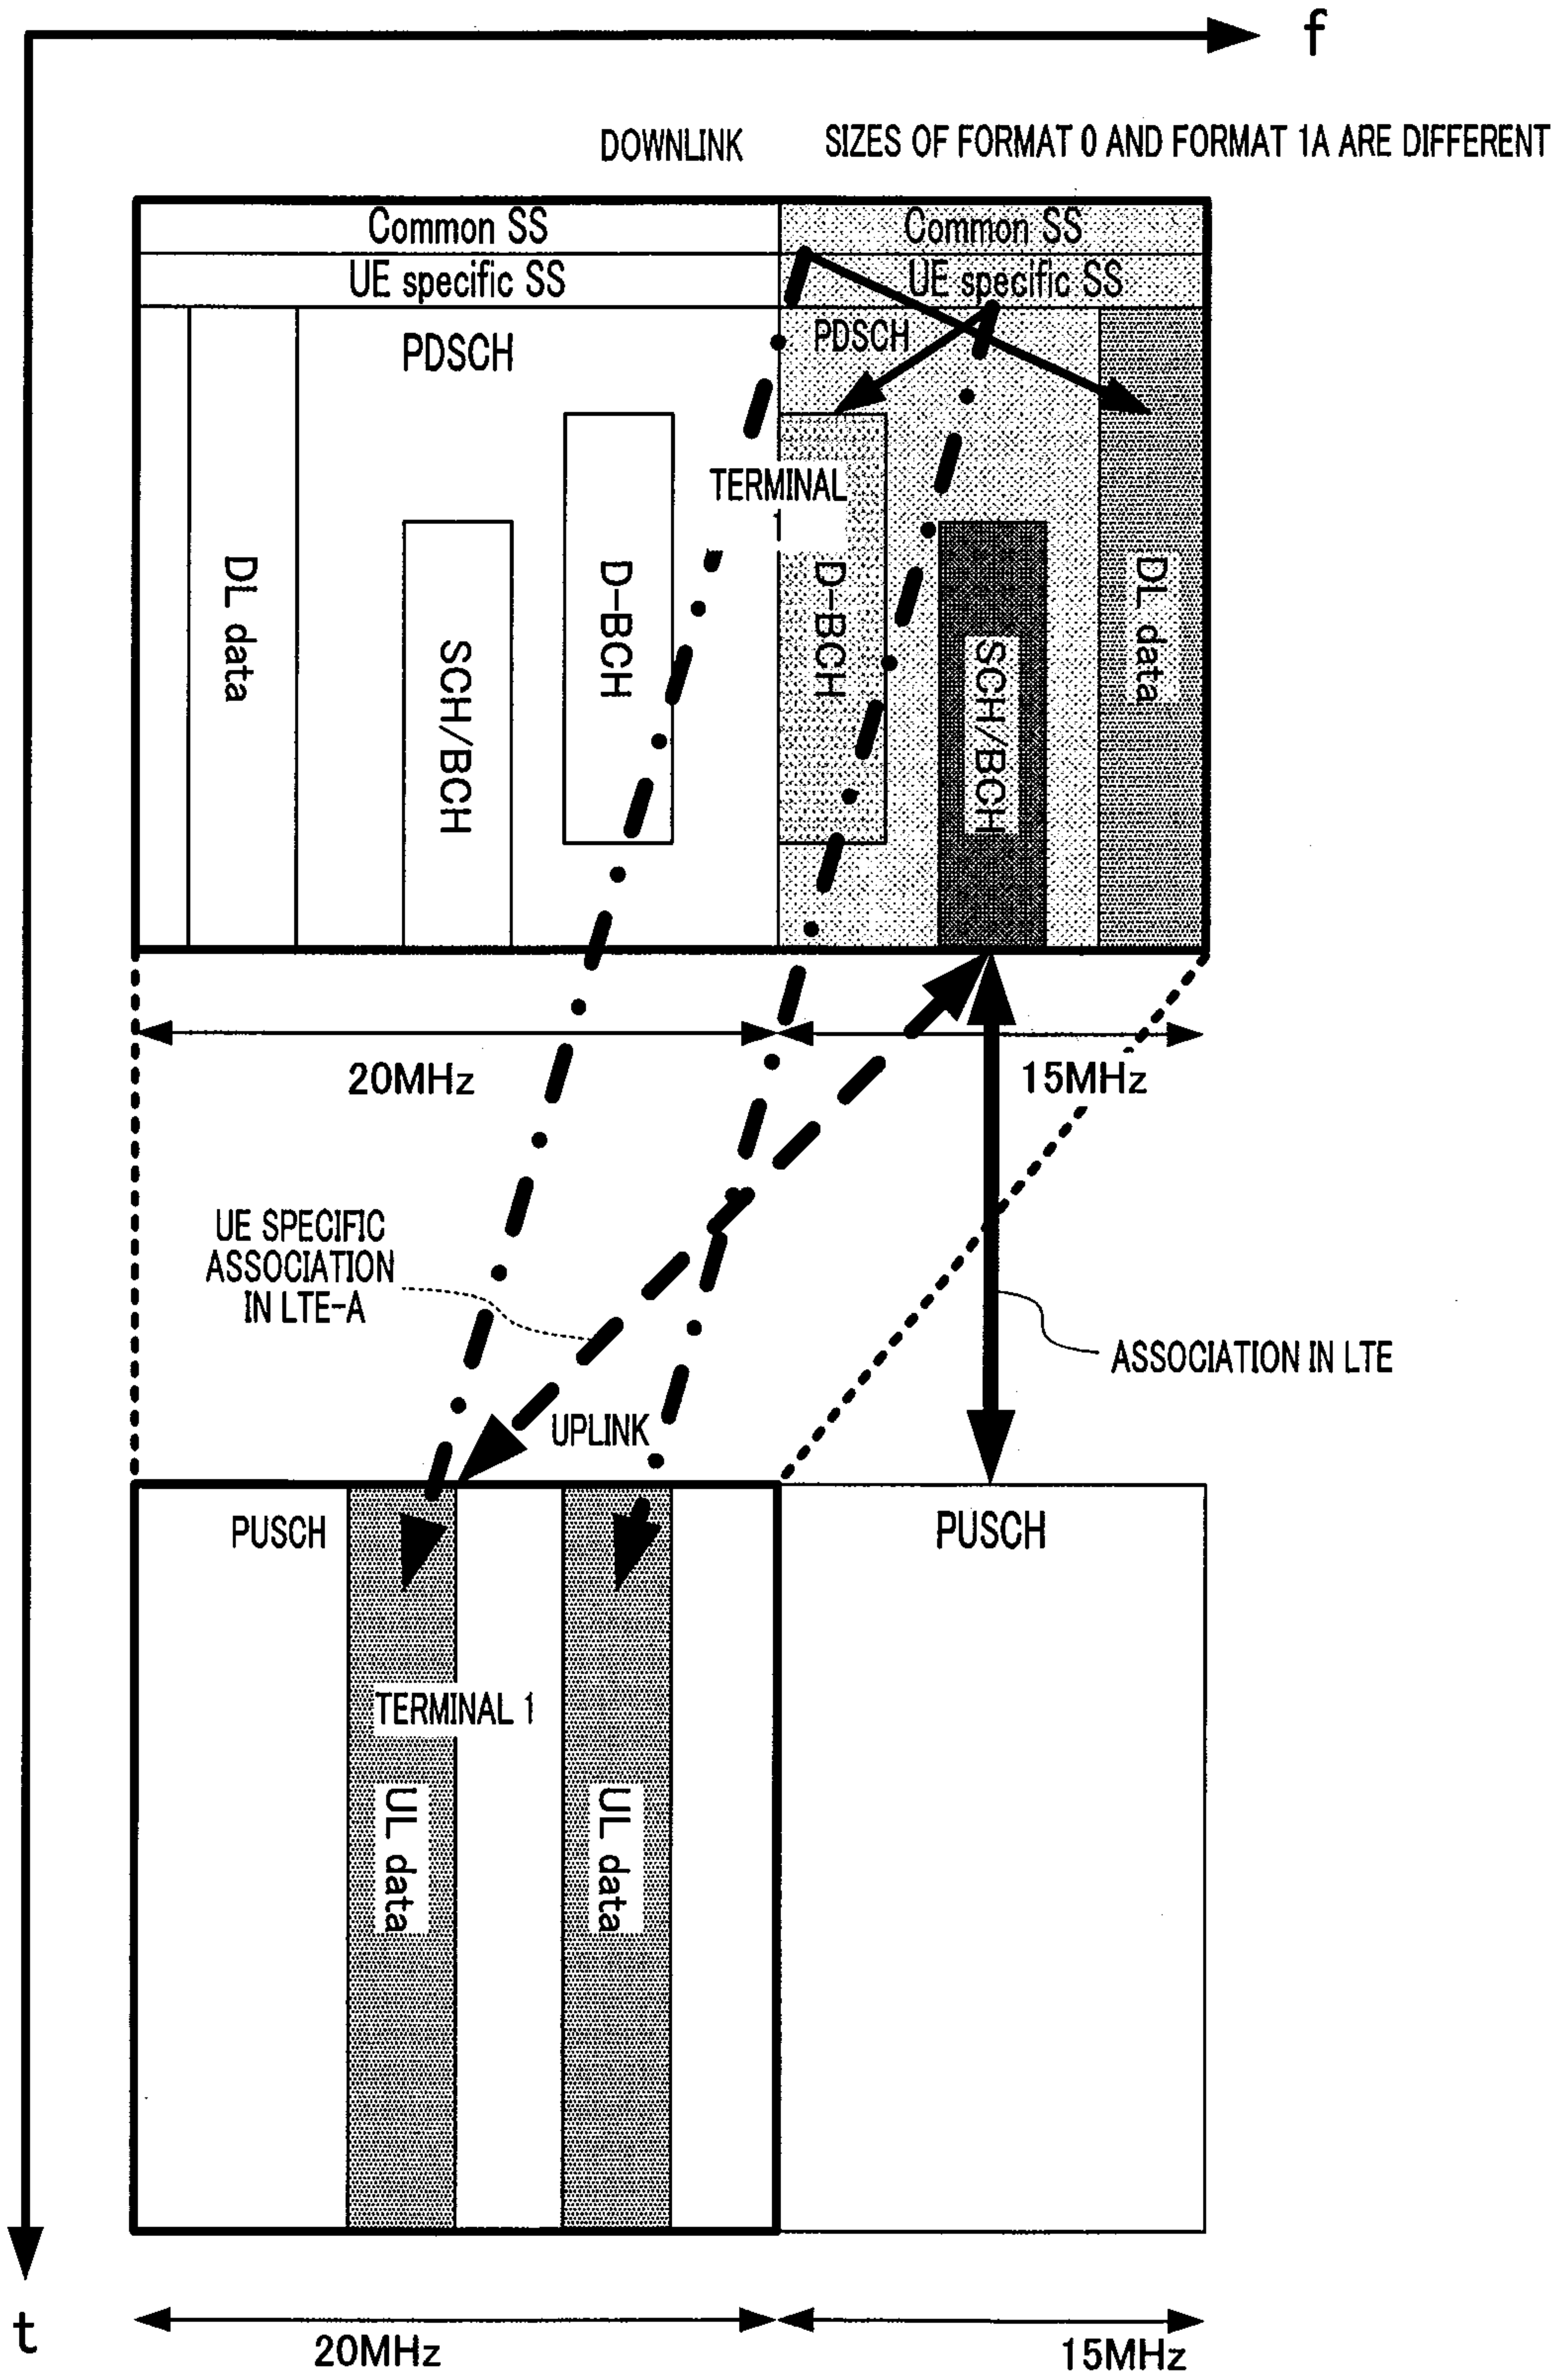 f
DOWNLINK
SIZES OF FORMAT 0 AND FORMAT 1A ARE DIFFERENT
Common SS
Common SS
UE specific SS
UE specific SS
PDSCH
PDSCH
TERMINAL
1
DL data
SCH/BCH
D-BCH
D-BCH
SCH/BCH
DL data
20MHz
15MHz
UE SPECIFIC
ASSOCIATION
IN LTE-A
ASSOCIATION IN LTE
UPLINK
PUSCH
PUSCH
TERMINAL 1
UL data
UL data
t
20MHz
15MHz